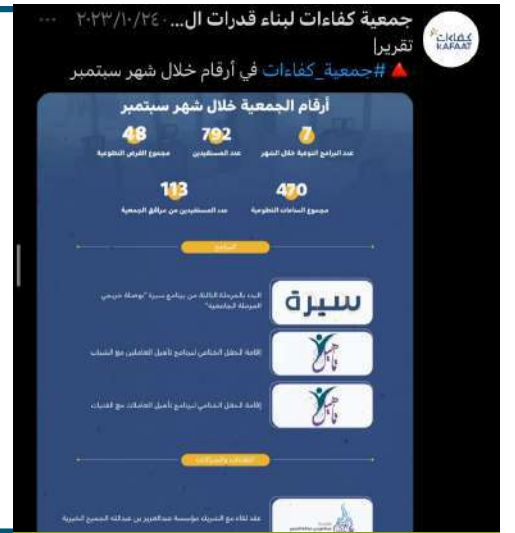 جمعية كفاءات لبناء قدرات ال... ٢٠٢٣/١٠/٢٤ ...
كفاءات
KAFAAT
تقرير|
🔺 #جمعية_كفاءات في أرقام خلال شهر سبتمبر
أرقام الجمعية خلال شهر سبتمبر
7
عدد البرامج النوعية خلال الشهر
792
عدد المستفيدين
48
مجموع الفرص التطوعية
470
مجموع الساعات التطوعية
113
عدد المستفيدين من مرافق الجمعية
البرامج
سيرة
البدء بالمرحلة الثالثة من برنامج سيرة "بوصلة خريجي
المرحلة الجامعية"
تأهيل
إقامة الحفل الختامي لبرنامج تأهيل العاملين مع الشباب
تأهيل
إقامة الحفل الختامي لبرنامج تأهيل العاملات مع الفتيات
عقد لقاء مع الشريك مؤسسة عبدالعزيز بن عبدالله الجميح الخيرية